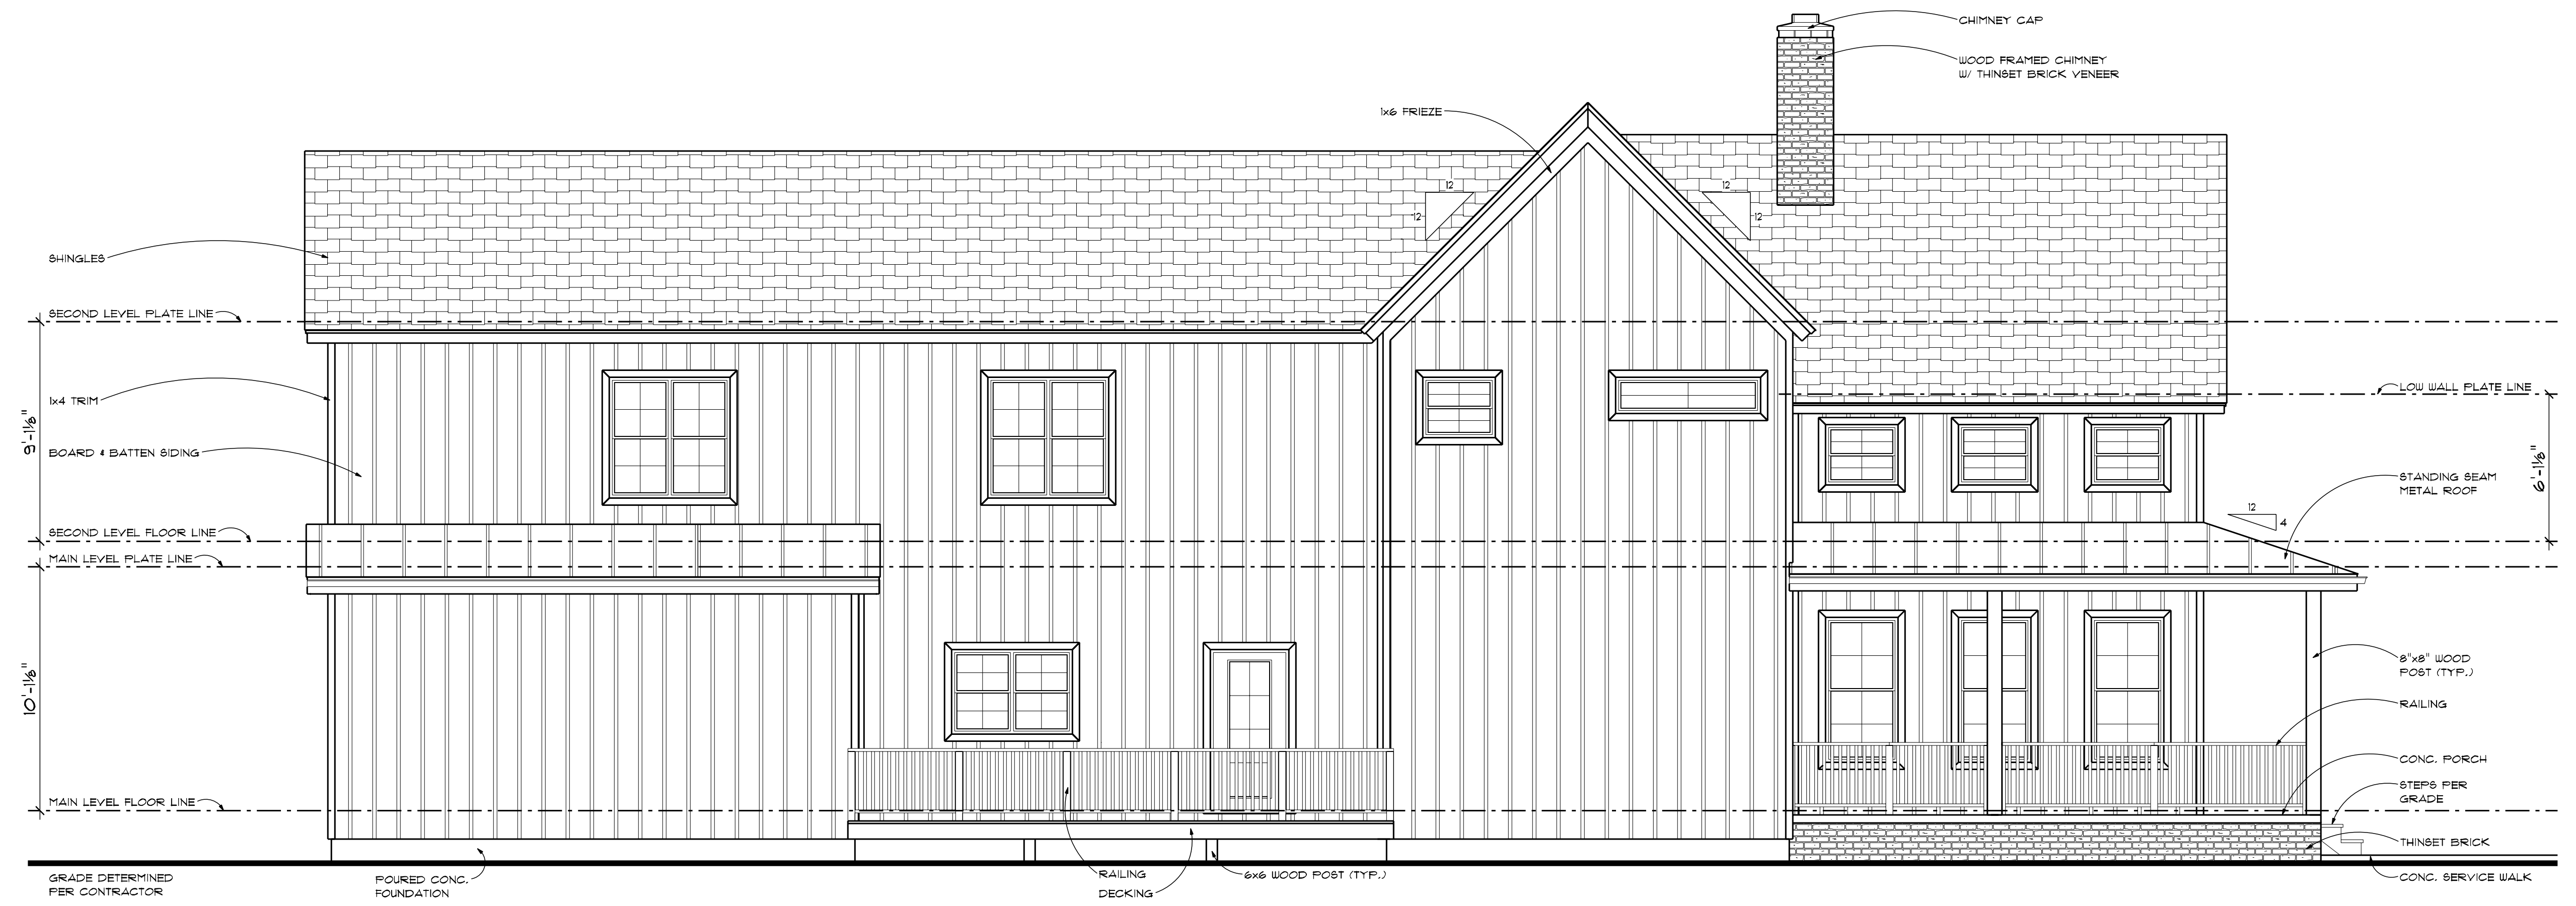 CHIMNEY CAP
WOOD FRAMED CHIMNEY
W/ THINSET BRICK VENEER
1x6 FRIEZE
12
12
12
12
SHINGLES
SECOND LEVEL PLATE LINE
LOW WALL PLATE LINE
1x4 TRIM
9'-1⅛"
BOARD & BATTEN SIDING
6'-1⅛"
STANDING SEAM
METAL ROOF
12
4
SECOND LEVEL FLOOR LINE
MAIN LEVEL PLATE LINE
10'-1⅛"
8"x8" WOOD
POST (TYP.)
RAILING
CONC. PORCH
STEPS PER
GRADE
MAIN LEVEL FLOOR LINE
THINSET BRICK
CONC. SERVICE WALK
GRADE DETERMINED
PER CONTRACTOR
POURED CONC.
FOUNDATION
RAILING
DECKING
6x6 WOOD POST (TYP.)